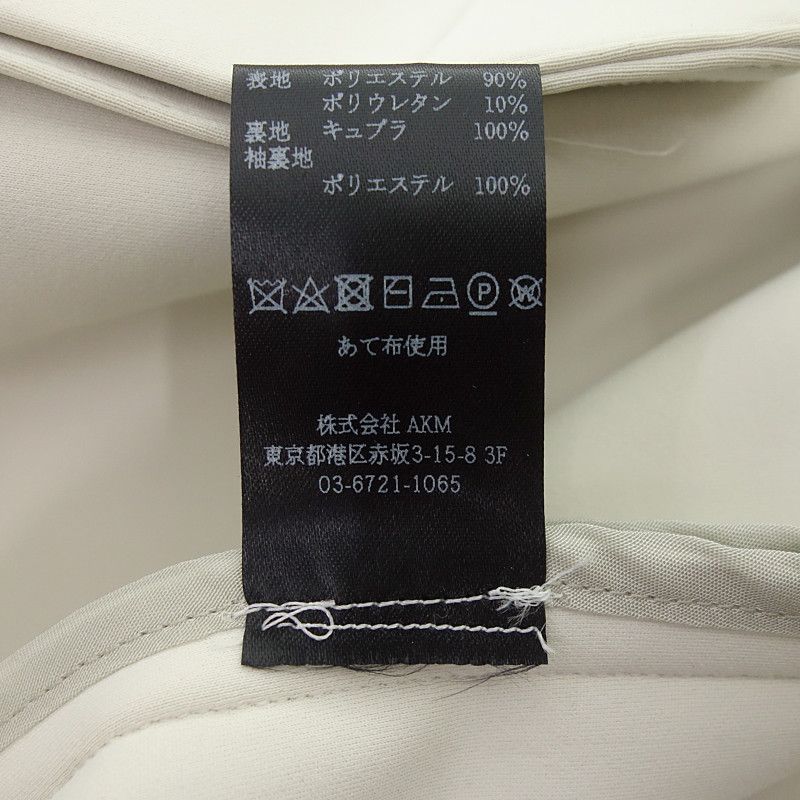 表地 ポリエステル 90%
ポリウレタン 10%
裏地 キュプラ 100%
袖裏地
ポリエステル 100%
P W
あて布使用
株式会社 AKM
東京都港区赤坂3-15-8 3F
03-6721-1065